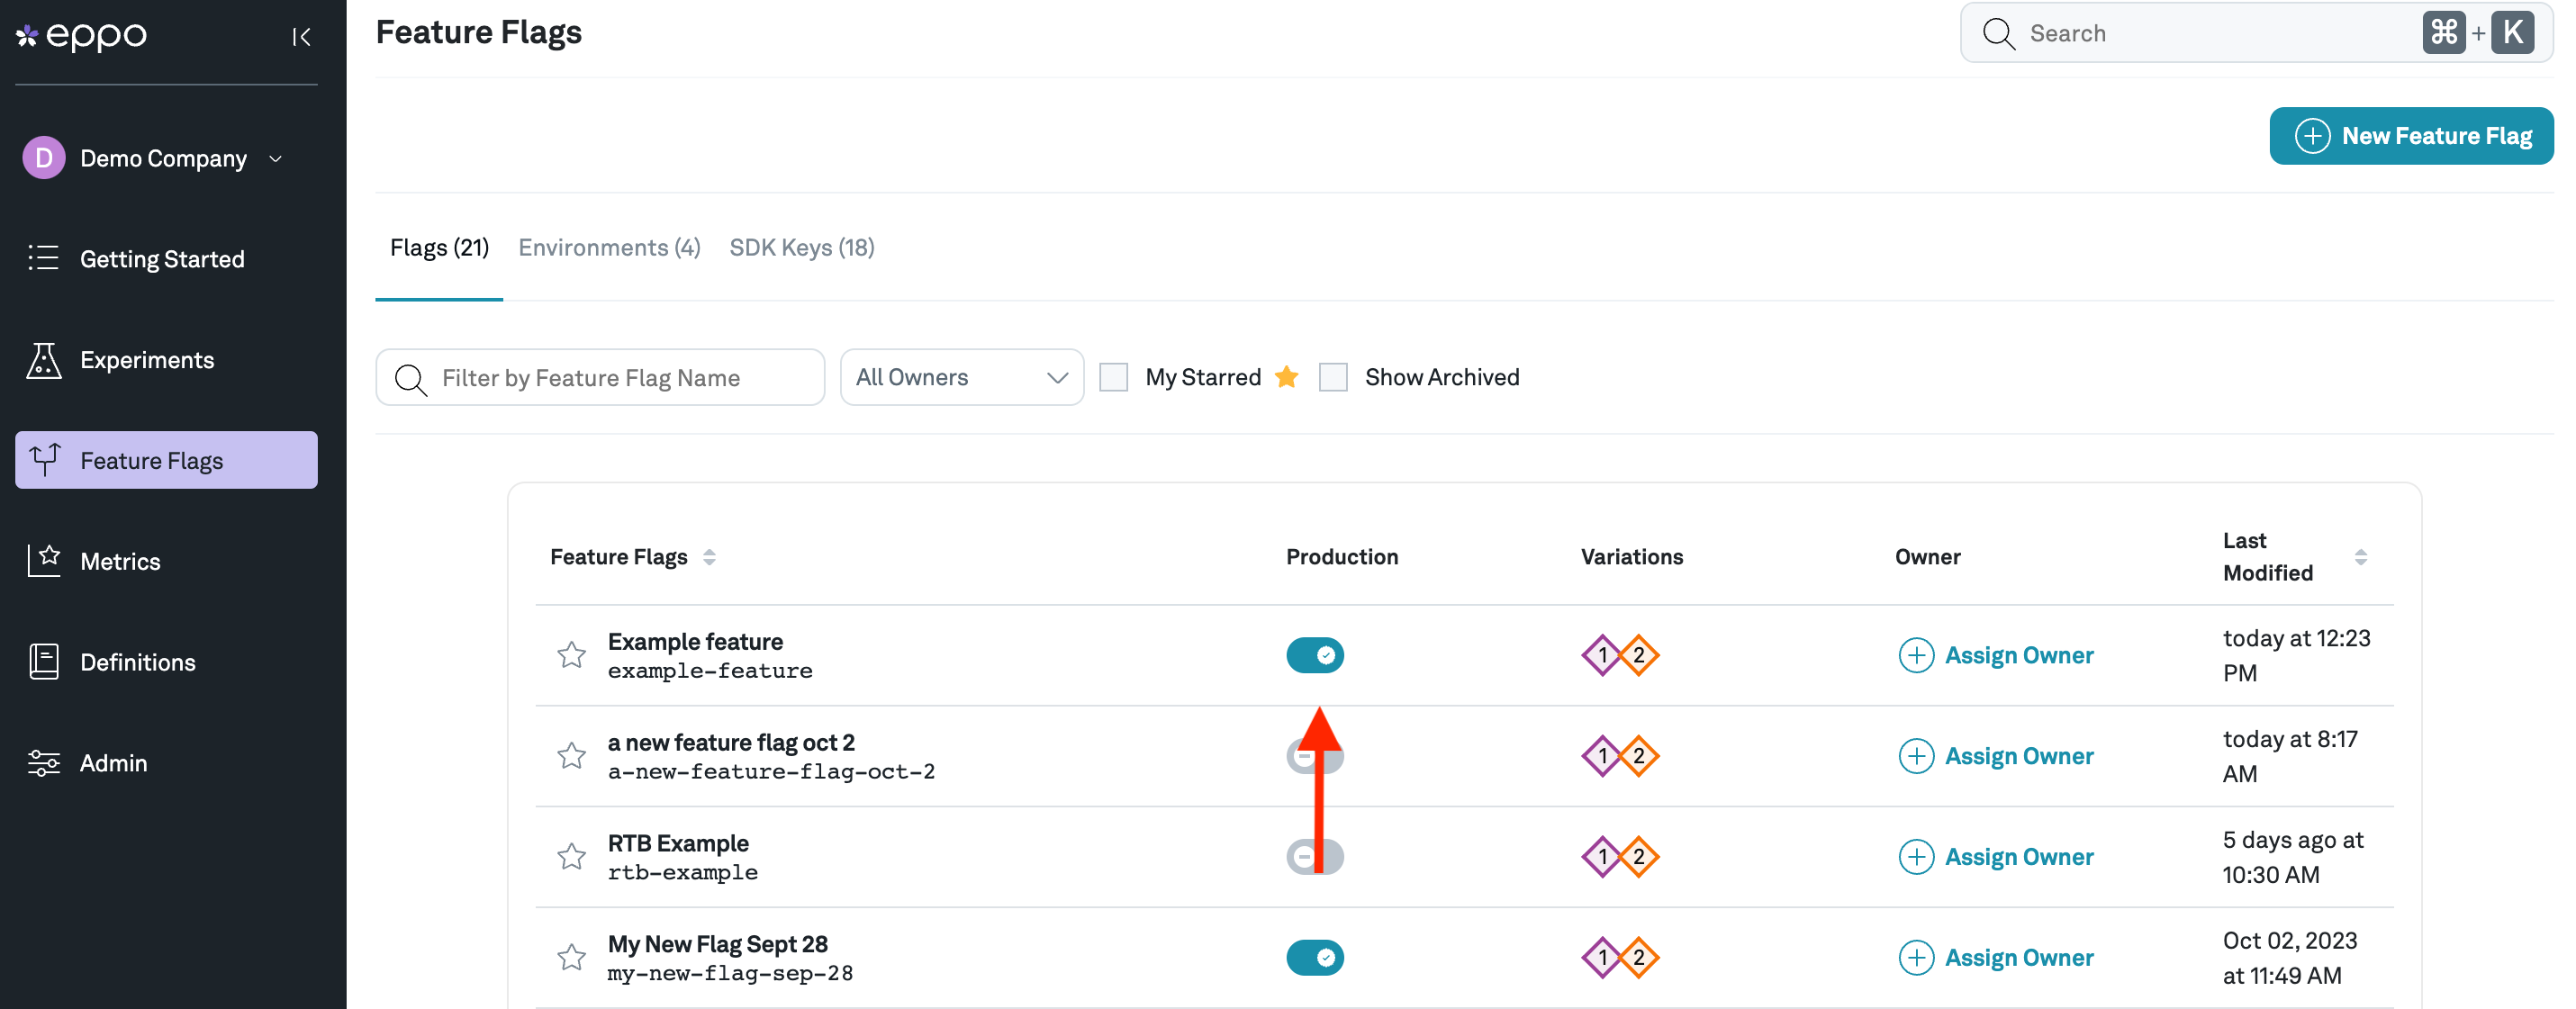 eppo
Demo Company
D
Getting Started
Experiments
Feature Flags
Metrics
Definitions
Admin
Feature Flags
Search
⌘ + K
New Feature Flag
Flags (21)
Environments (4)
SDK Keys (18)
Filter by Feature Flag Name
All Owners
My Starred
Show Archived
Feature Flags
Production
Variations
Owner
Last
Modified
Example feature
example-feature
1 2
Assign Owner
today at 12:23
PM
a new feature flag oct 2
a-new-feature-flag-oct-2
1 2
Assign Owner
today at 8:17
AM
RTB Example
rtb-example
1 2
Assign Owner
5 days ago at
10:30 AM
My New Flag Sept 28
my-new-flag-sep-28
1 2
Assign Owner
Oct 02, 2023
at 11:49 AM